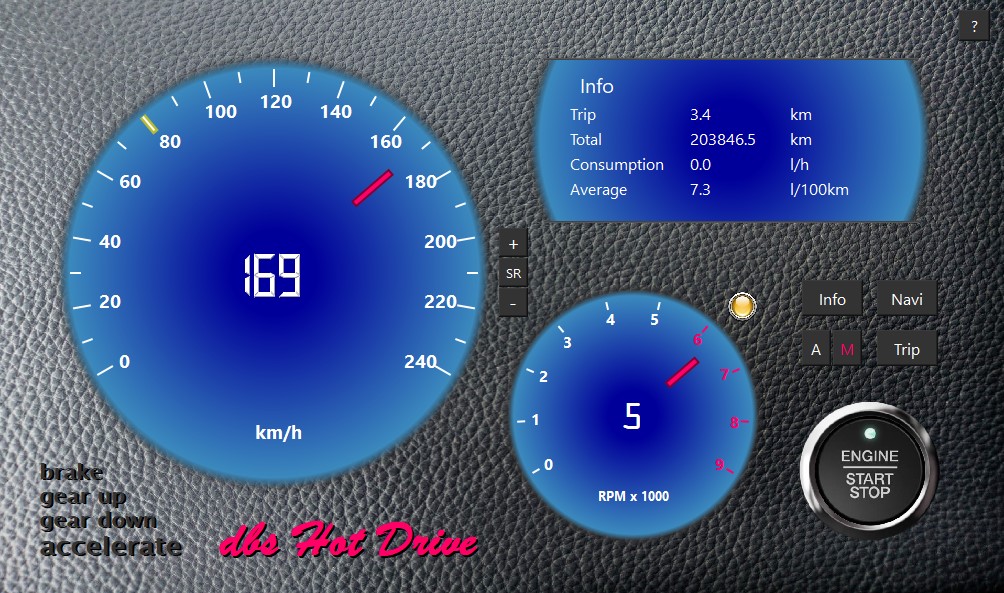 ?
Info
Trip 3.4 km
Total 203846.5 km
Consumption 0.0 l/h
Average 7.3 l/100km
0
20
40
60
80
100
120
140
160
180
200
220
240
169
km/h
+
SR
-
0
1
2
3
4
5
6
7
8
9
5
RPM x 1000
Info Navi
A M Trip
ENGINE
START
STOP
brake
gear up
gear down
accelerate
dbs Hot Drive